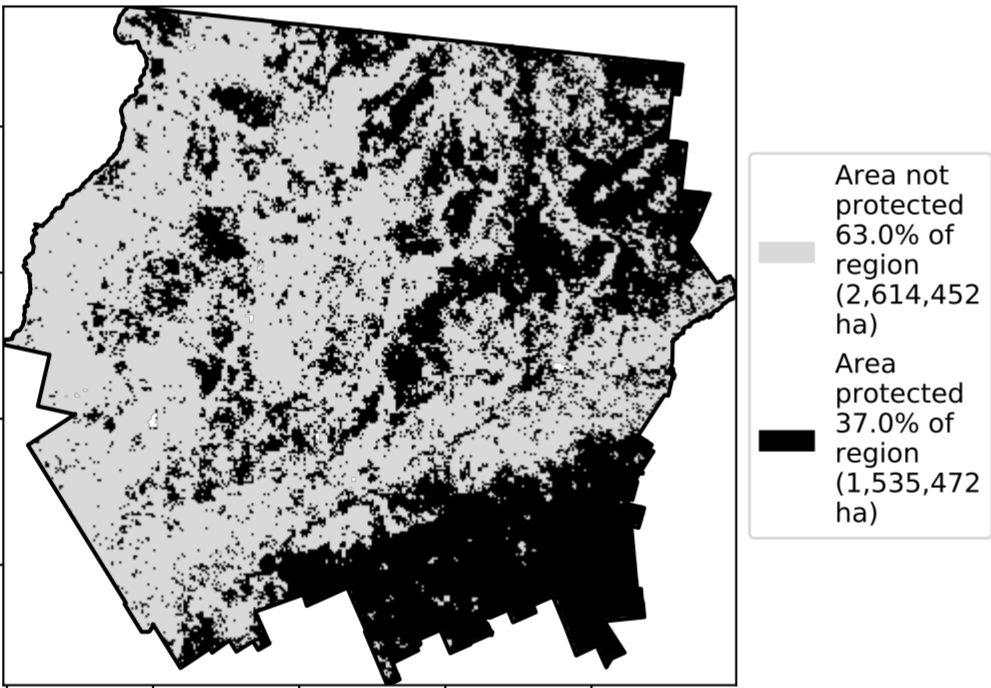 Area not
protected
63.0% of
region
(2,614,452
ha)
Area
protected
37.0% of
region
(1,535,472
ha)